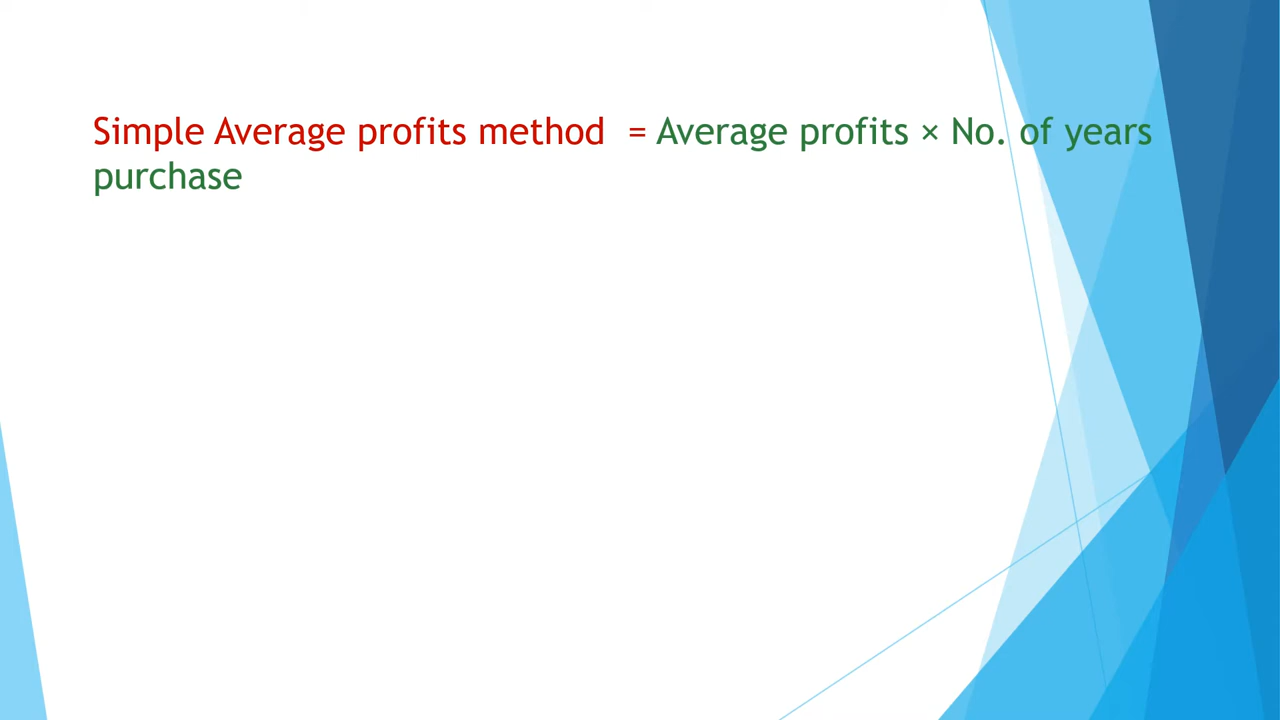 Simple Average profits method = Average profits × No. of years
purchase